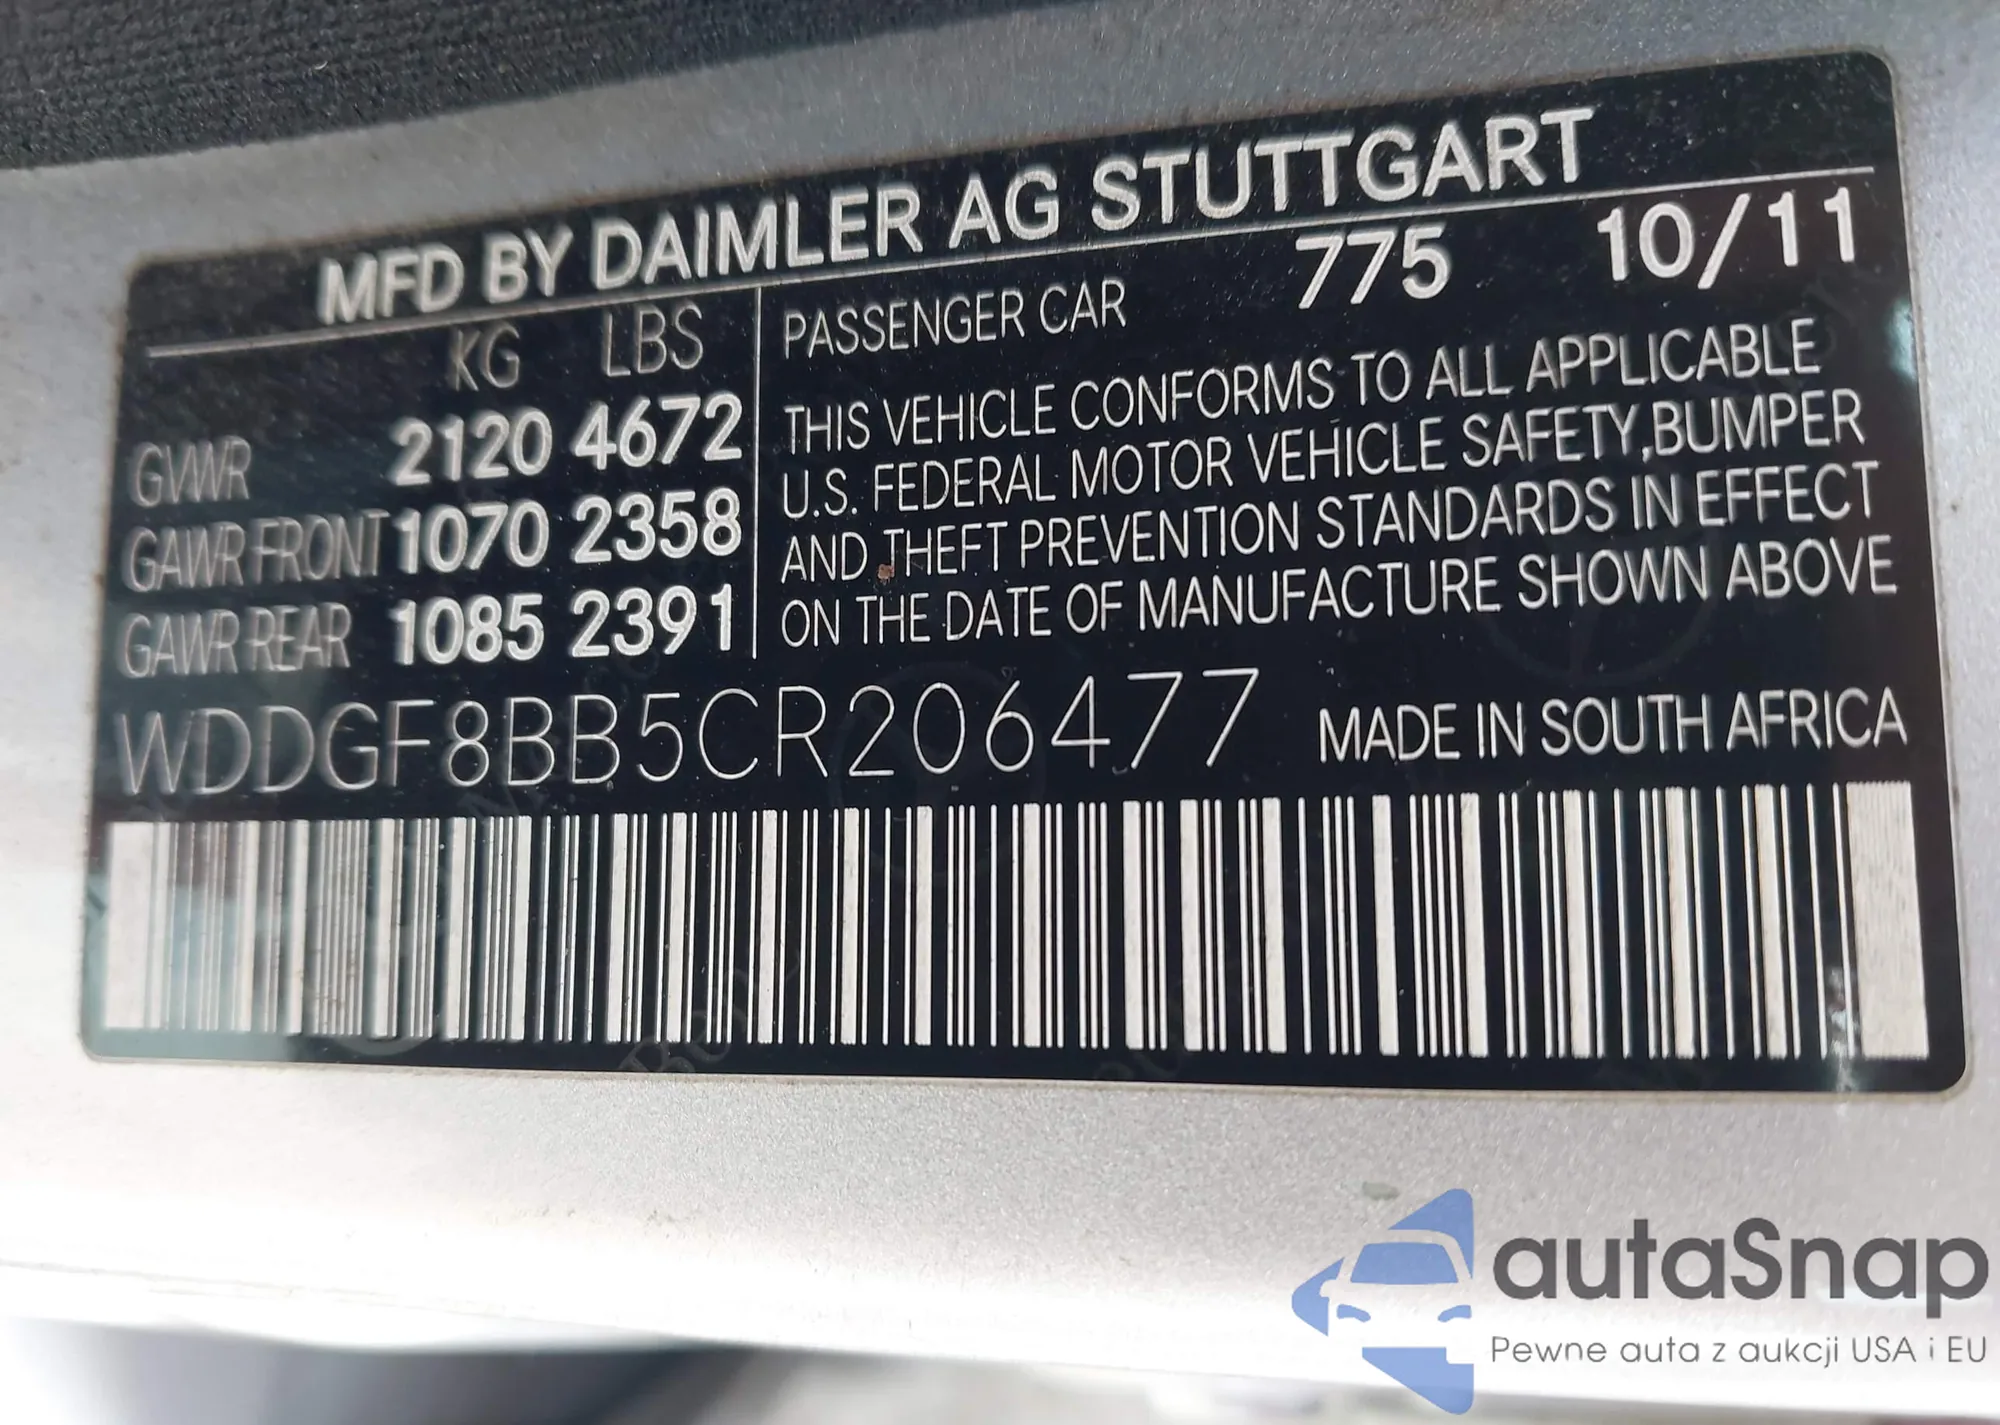 MFD BY DAIMLER AG STUTTGART
KG LBS
GVWR 2120 4672
GAWR FRONT 1070 2358
GAWR REAR 1085 2391
PASSENGER CAR 775 10/11
THIS VEHICLE CONFORMS TO ALL APPLICABLE
U.S. FEDERAL MOTOR VEHICLE SAFETY,BUMPER
AND THEFT PREVENTION STANDARDS IN EFFECT
ON THE DATE OF MANUFACTURE SHOWN ABOVE
WDDGF8BB5CR206477 MADE IN SOUTH AFRICA
autaSnap
Pewne auta z aukcji USA i EU